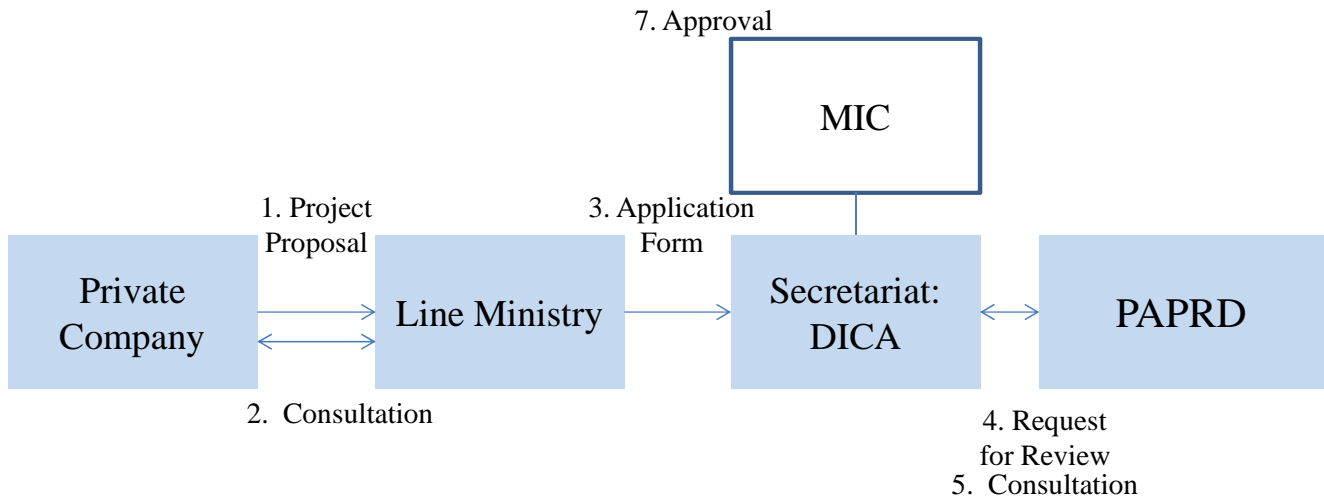 7. Approval
MIC
1. Project
Proposal
3. Application
Form
Private
Company
Line Ministry
Secretariat:
DICA
PAPRD
2. Consultation
4. Request
for Review
5. Consultation